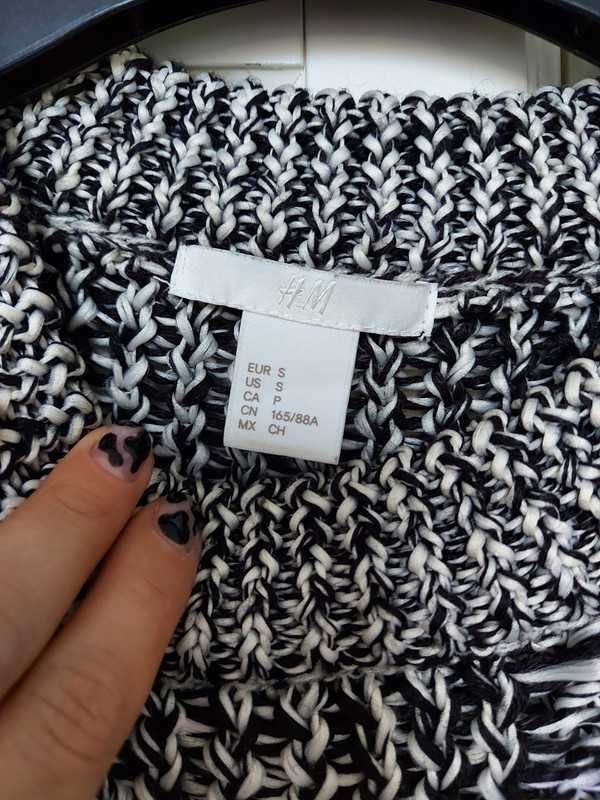 H&M
EUR S
US S
CA P
CN 165/88A
MX CH